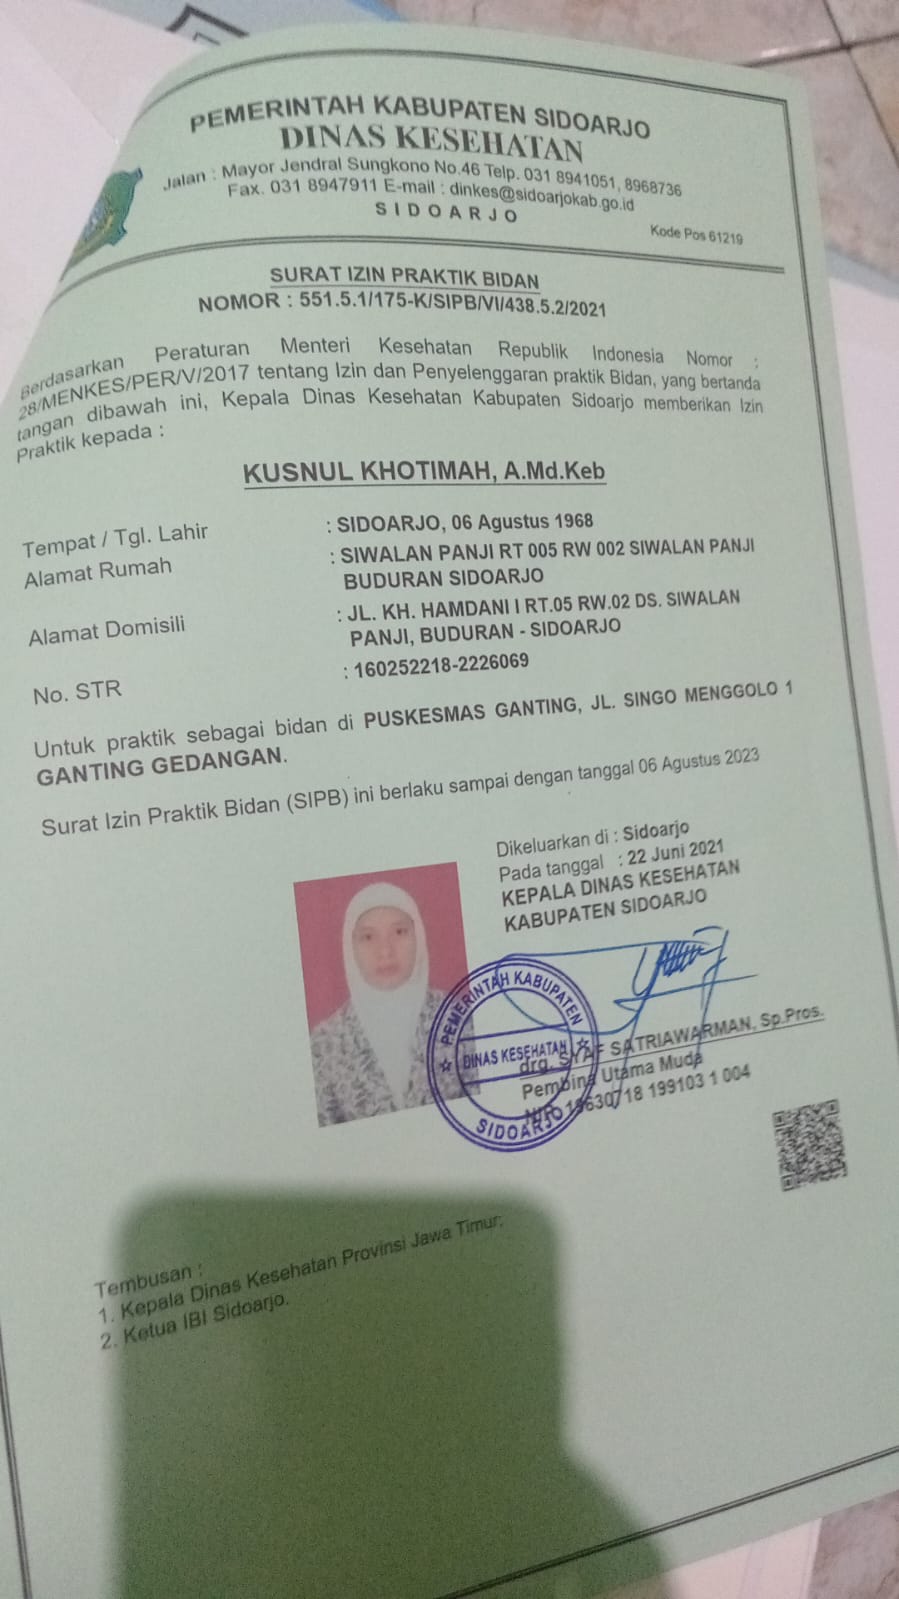 PEMERINTAH KABUPATEN SIDOARJO
DINAS KESEHATAN
Jalan : Mayor Jendral Sungkono No.46 Telp. 031 8941051, 8968736
Fax. 031 8947911 E-mail : dinkes@sidoarjokab.go.id
SIDOARJO
Kode Pos 61219
SURAT IZIN PRAKTIK BIDAN
NOMOR : 551.5.1/175-K/SIPB/VI/438.5.2/2021
Berdasarkan Peraturan Menteri Kesehatan Republik Indonesia Nomor :
28/MENKES/PER/V/2017 tentang Izin dan Penyelenggaran praktik Bidan, yang bertanda
tangan dibawah ini, Kepala Dinas Kesehatan Kabupaten Sidoarjo memberikan Izin
Praktik kepada :
KUSNUL KHOTIMAH, A.Md.Keb
Tempat / Tgl. Lahir : SIDOARJO, 06 Agustus 1968
Alamat Rumah : SIWALAN PANJI RT 005 RW 002 SIWALAN PANJI
BUDURAN SIDOARJO
Alamat Domisili : JL. KH. HAMDANI I RT.05 RW.02 DS. SIWALAN
PANJI, BUDURAN - SIDOARJO
No. STR : 160252218-2226069
Untuk praktik sebagai bidan di PUSKESMAS GANTING, JL. SINGO MENGGOLO 1
GANTING GEDANGAN.
Surat Izin Praktik Bidan (SIPB) ini berlaku sampai dengan tanggal 06 Agustus 2023
Dikeluarkan di : Sidoarjo
Pada tanggal : 22 Juni 2021
KEPALA DINAS KESEHATAN
KABUPATEN SIDOARJO
PEMERINTAH KABUPATEN
DINAS KESEHATAN
SIDOARJO
drg. SYAF SATRIAWARMAN, Sp.Pros.
Pembina Utama Muda
NIP 19630718 199103 1 004
Tembusan :
1. Kepala Dinas Kesehatan Provinsi Jawa Timur;
2. Ketua IBI Sidoarjo.